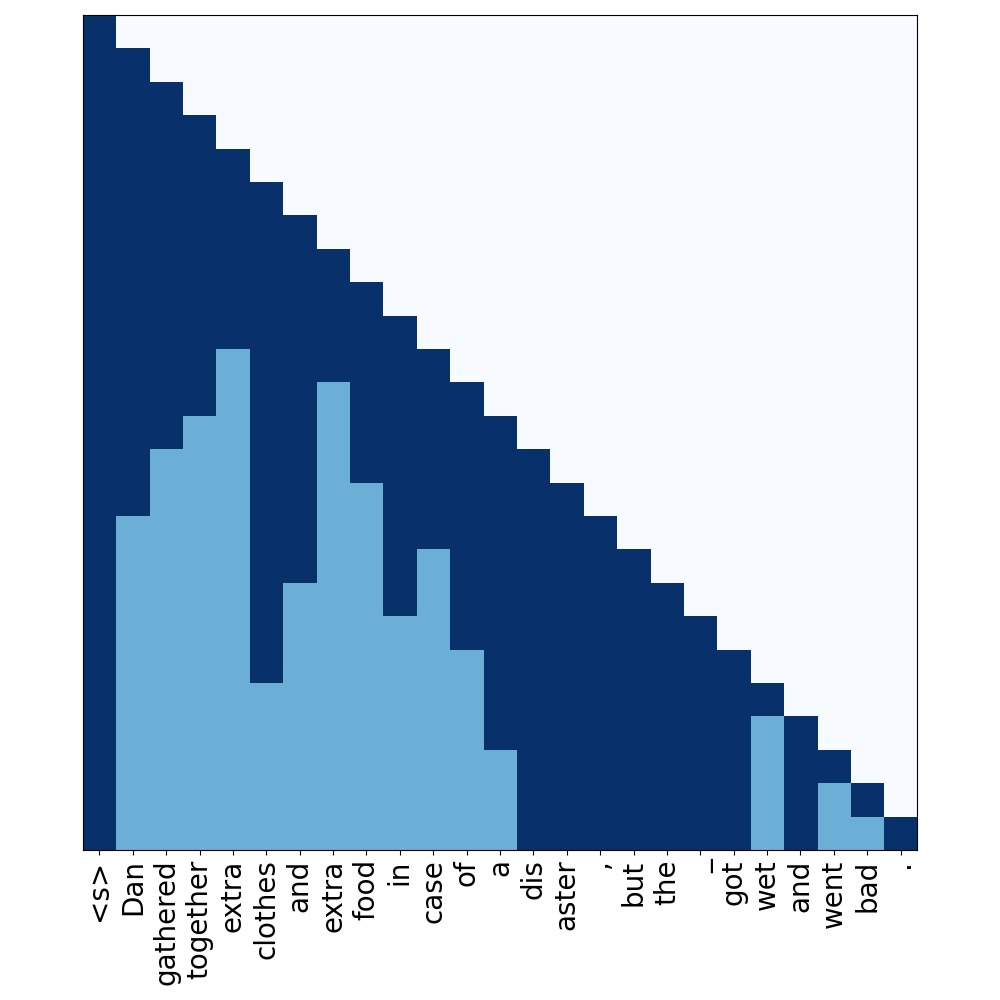 <s> Dan gathered together extra clothes and extra food in case of a dis aster , but the _ got wet and went bad .